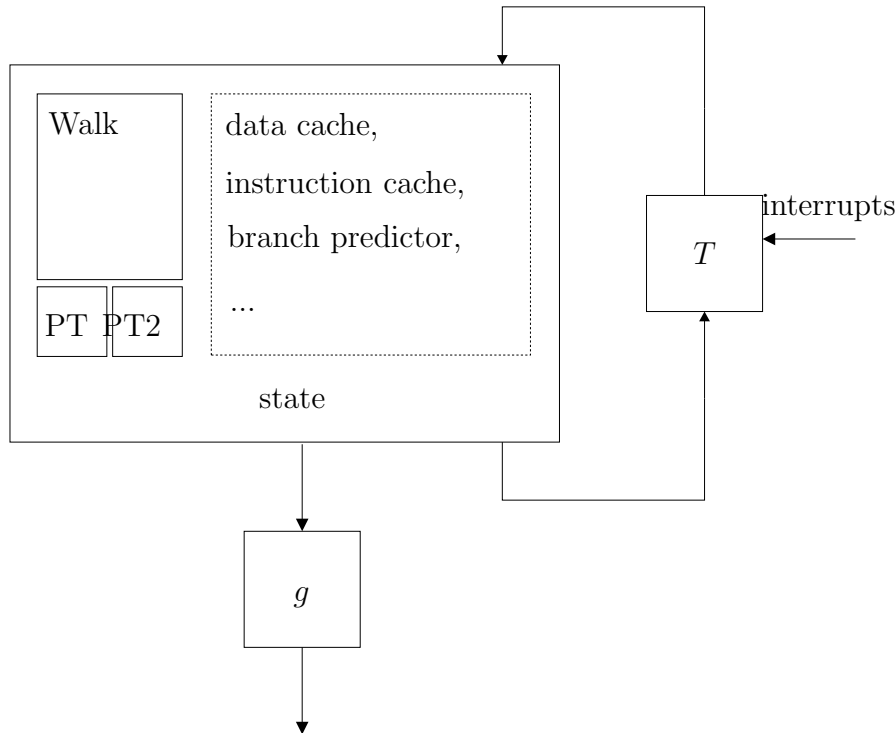 Walk
data cache,
instruction cache,
branch predictor,
...
PT PT2
state
interrupts
T
g